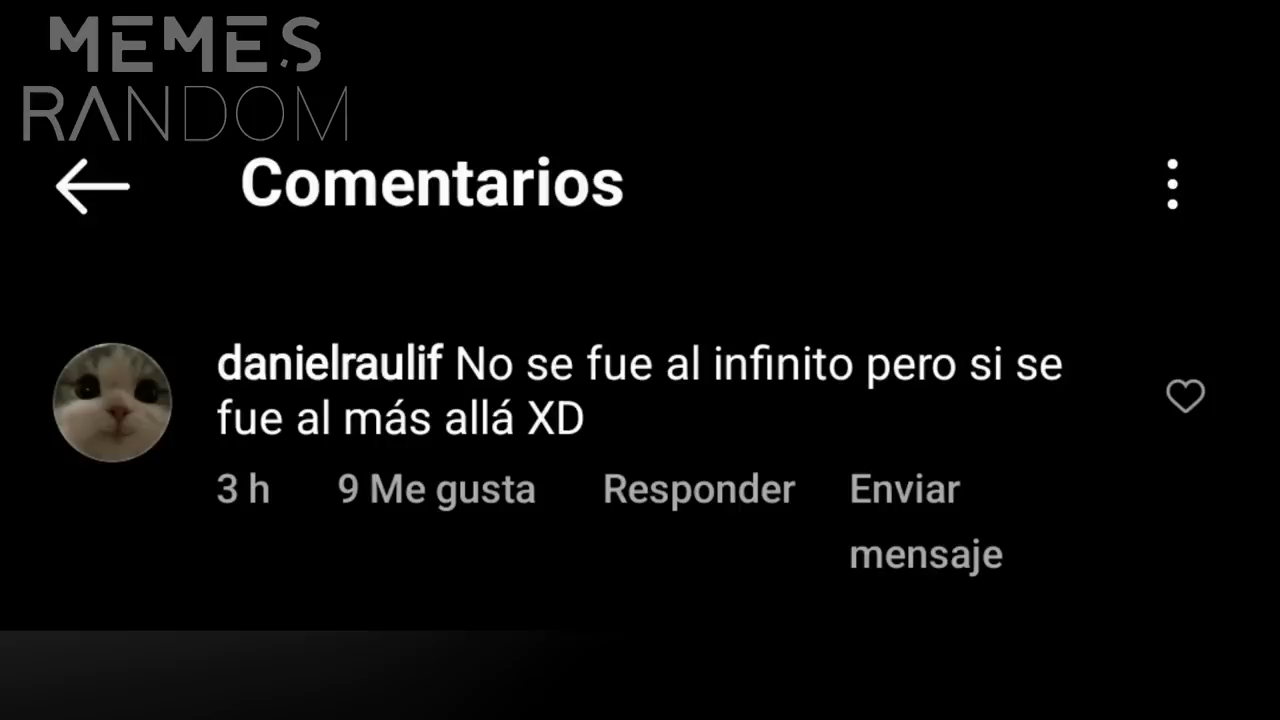 MEMES
RANDOM
Comentarios
danielraulif No se fue al infinito pero si se
fue al más allá XD
3 h 9 Me gusta Responder Enviar
mensaje